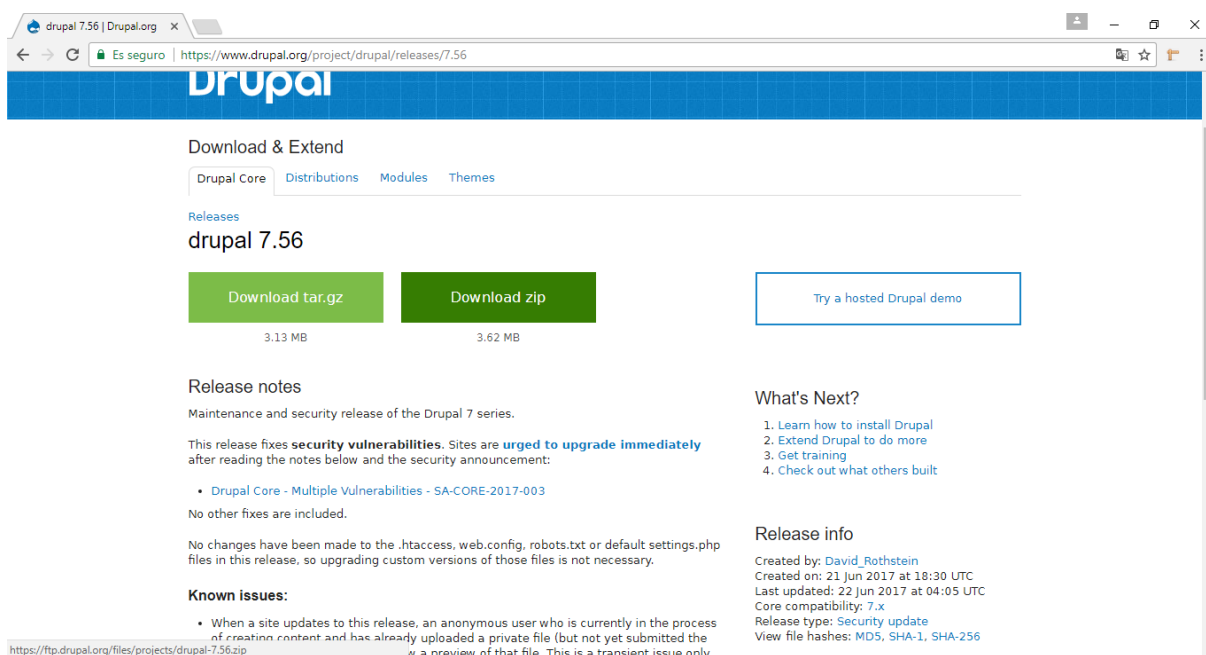 drupal 7.56 | Drupal.org
Es seguro | https://www.drupal.org/project/drupal/releases/7.56
Drupal
Download & Extend
Drupal Core Distributions Modules Themes
Releases
drupal 7.56
Download tar.gz Download zip Try a hosted Drupal demo
3.13 MB 3.62 MB
Release notes
Maintenance and security release of the Drupal 7 series.
This release fixes security vulnerabilities. Sites are urged to upgrade immediately
after reading the notes below and the security announcement:
• Drupal Core - Multiple Vulnerabilities - SA-CORE-2017-003
No other fixes are included.
No changes have been made to the .htaccess, web.config, robots.txt or default settings.php
files in this release, so upgrading custom versions of those files is not necessary.
Known issues:
• When a site updates to this release, an anonymous user who is currently in the process
of creating content and has already uploaded a private file (but not yet submitted the
w a preview of that file. This is a transient issue only
What's Next?
1. Learn how to install Drupal
2. Extend Drupal to do more
3. Get training
4. Check out what others built
Release info
Created by: David_Rothstein
Created on: 21 Jun 2017 at 18:30 UTC
Last updated: 22 Jun 2017 at 04:05 UTC
Core compatibility: 7.x
Release type: Security update
View file hashes: MD5, SHA-1, SHA-256
https://ftp.drupal.org/files/projects/drupal-7.56.zip